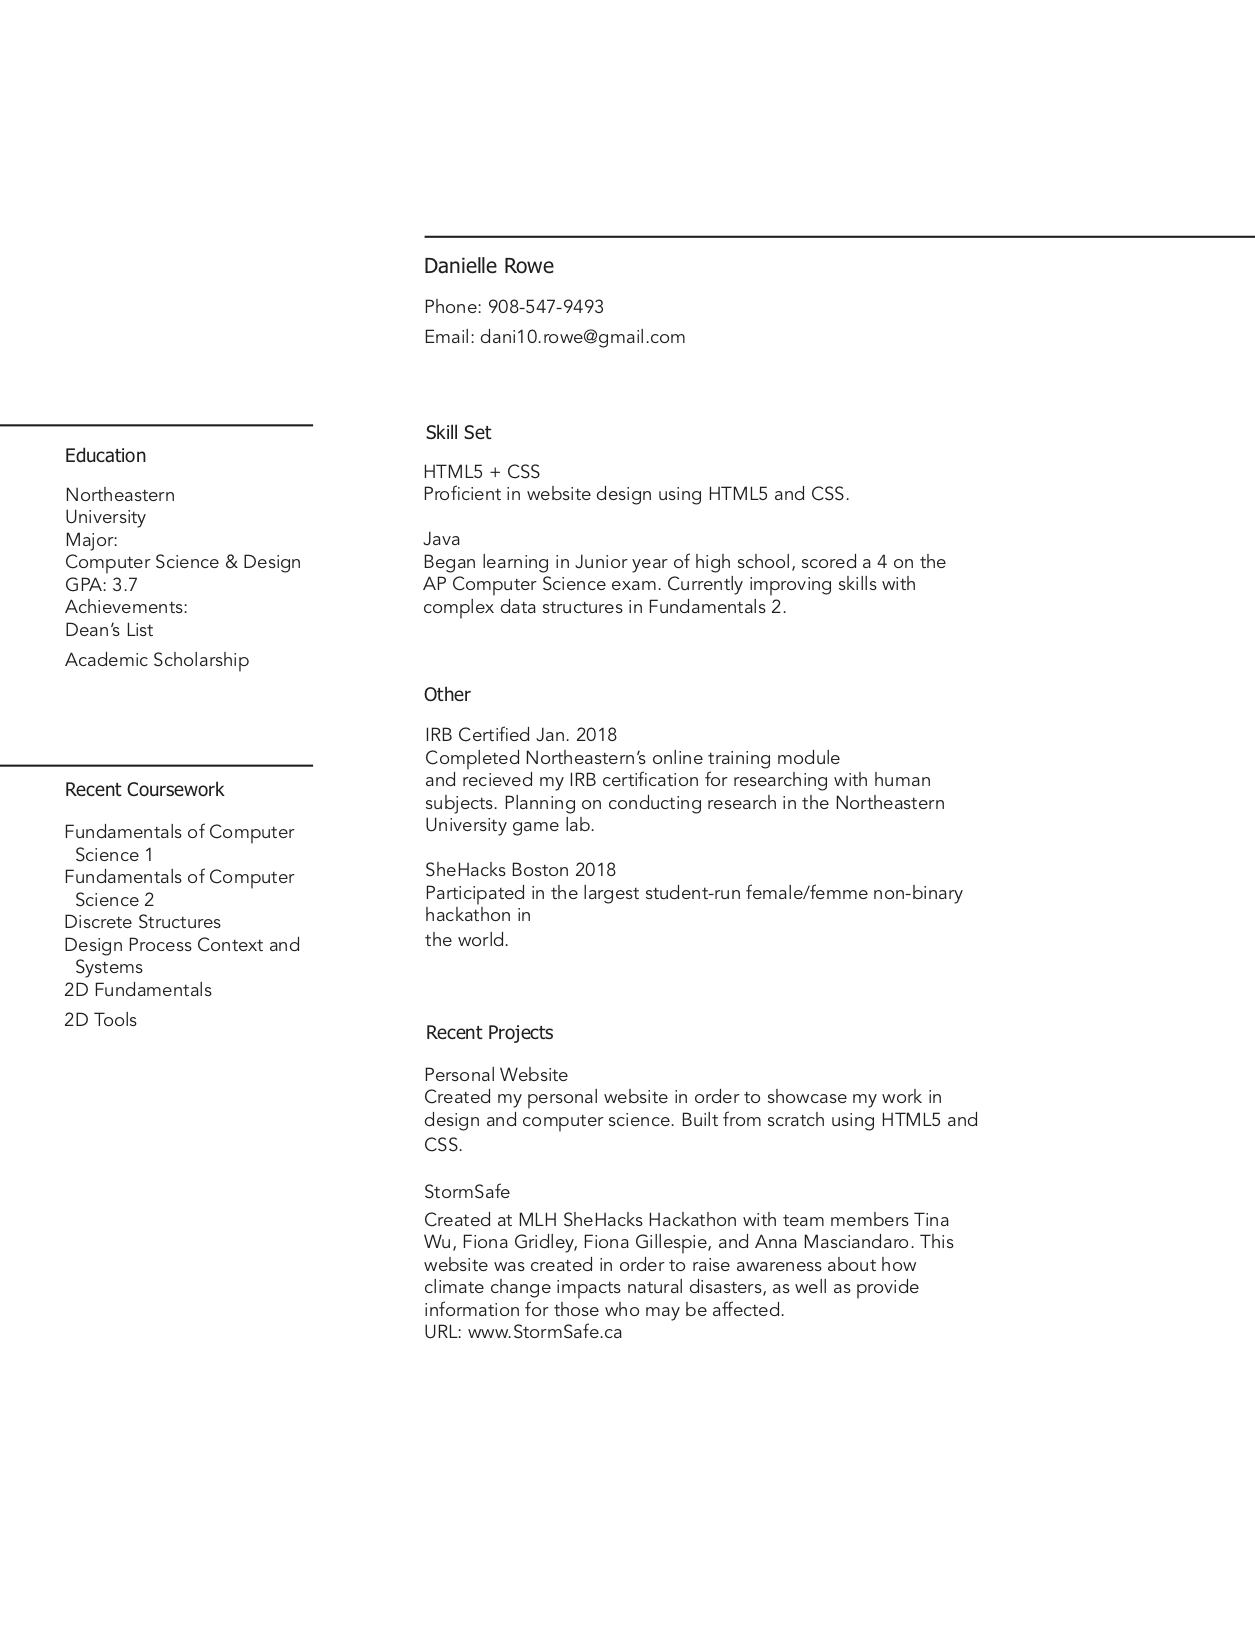 Danielle Rowe
Phone: 908-547-9493
Email: dani10.rowe@gmail.com
Education
Northeastern
University
Major:
Computer Science & Design
GPA: 3.7
Achievements:
Dean’s List
Academic Scholarship
Recent Coursework
Fundamentals of Computer
Science 1
Fundamentals of Computer
Science 2
Discrete Structures
Design Process Context and
Systems
2D Fundamentals
2D Tools
Skill Set
HTML5 + CSS
Proficient in website design using HTML5 and CSS.
Java
Began learning in Junior year of high school, scored a 4 on the
AP Computer Science exam. Currently improving skills with
complex data structures in Fundamentals 2.
Other
IRB Certified Jan. 2018
Completed Northeastern’s online training module
and recieved my IRB certification for researching with human
subjects. Planning on conducting research in the Northeastern
University game lab.
SheHacks Boston 2018
Participated in the largest student-run female/femme non-binary
hackathon in
the world.
Recent Projects
Personal Website
Created my personal website in order to showcase my work in
design and computer science. Built from scratch using HTML5 and
CSS.
StormSafe
Created at MLH SheHacks Hackathon with team members Tina
Wu, Fiona Gridley, Fiona Gillespie, and Anna Masciandaro. This
website was created in order to raise awareness about how
climate change impacts natural disasters, as well as provide
information for those who may be affected.
URL: www.StormSafe.ca